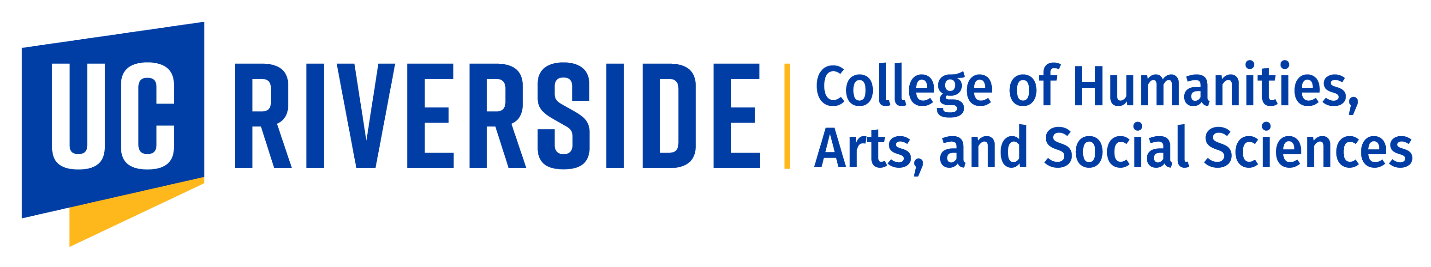 UC RIVERSIDE
College of Humanities,
Arts, and Social Sciences